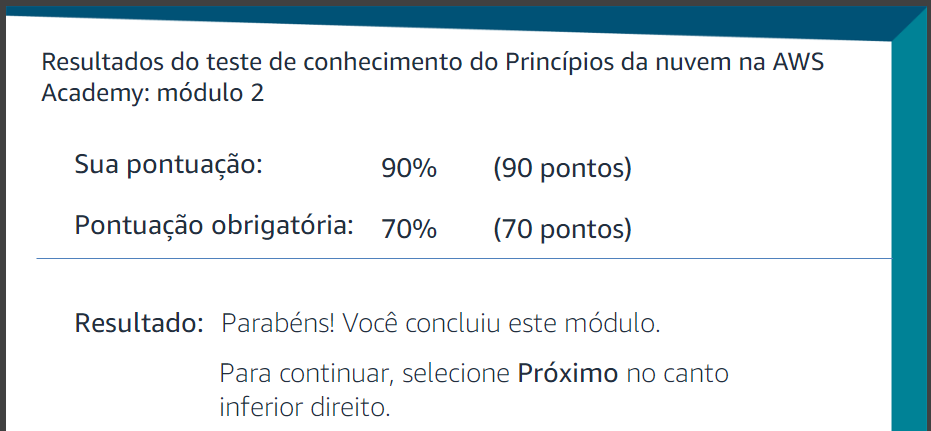 Resultados do teste de conhecimento do Princípios da nuvem na AWS
Academy: módulo 2
Sua pontuação: 90% (90 pontos)
Pontuação obrigatória: 70% (70 pontos)
Resultado: Parabéns! Você concluiu este módulo.
Para continuar, selecione Próximo no canto
inferior direito.